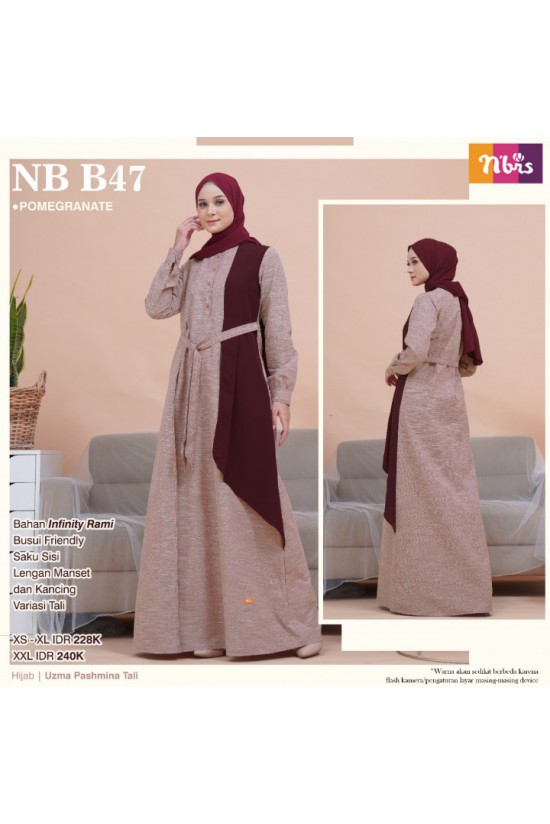 NB B47
•POMEGRANATE
Nbrs
Bahan Infinity Rami
Busui Friendly
Saku Sisi
Lengan Manset
dan Kancing
Variasi Tali
XS - XL IDR 228K
XXL IDR 240K
Hijab | Uzma Pashmina Tali
*Warna akan sedikit berbeda karena
flash kamera/pengaturan layar masing-masing device